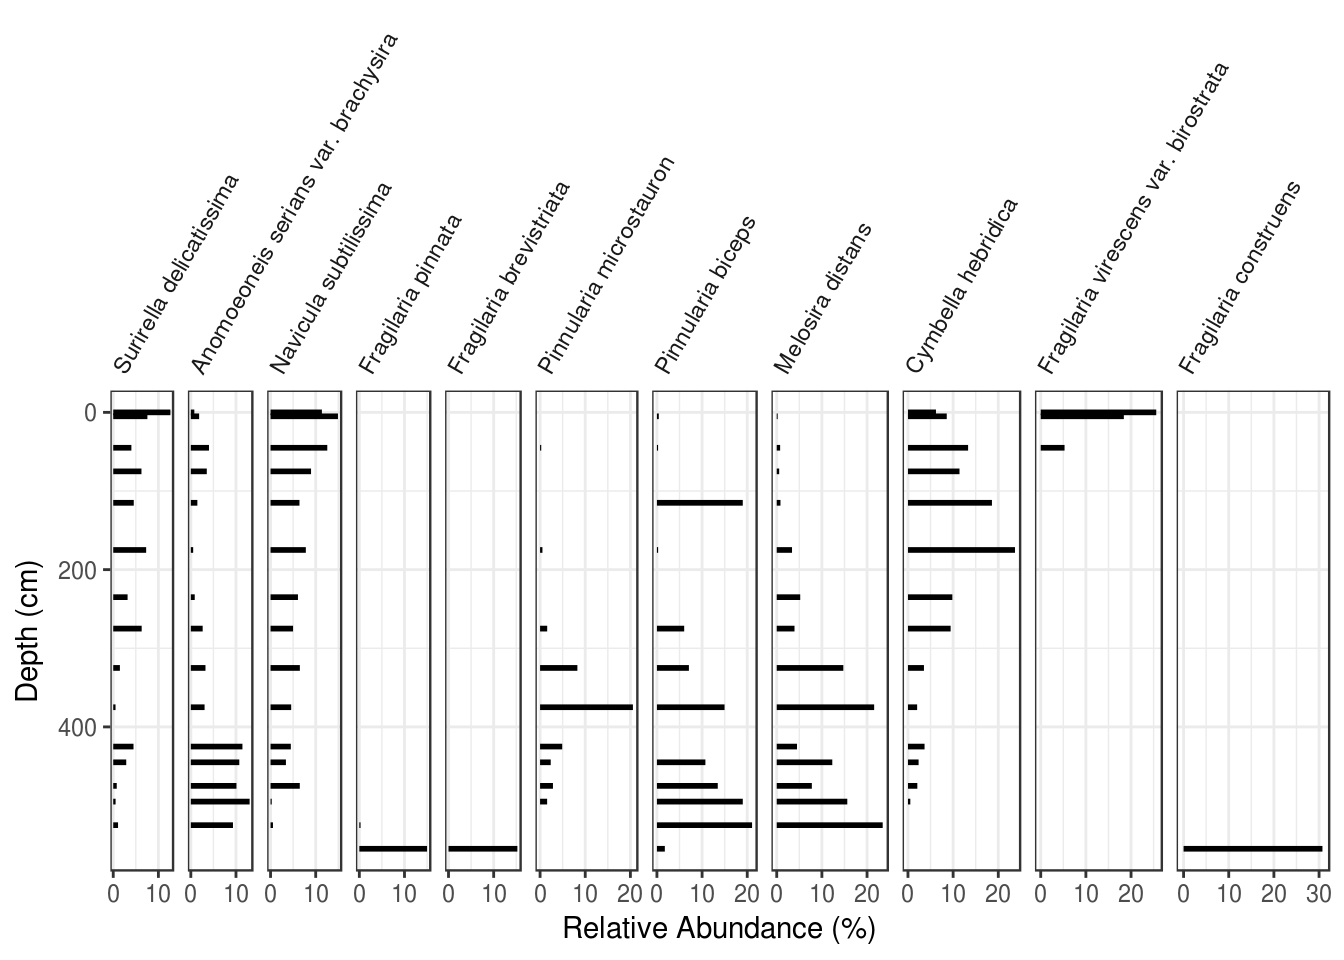 Surirella delicatissima
Anomoeoneis serians var. brachysira
Navicula subtilissima
Fragilaria pinnata
Fragilaria brevistriata
Pinnularia microstauron
Pinnularia biceps
Melosira distans
Cymbella hebridica
Fragilaria virescens var. birostrata
Fragilaria construens
Depth (cm)
0
200
400
0 10 0 10 0 10 0 10 0 10 0 10 20 0 10 20 0 10 20 0 10 20 0 10 20 0 10 20 30
Relative Abundance (%)